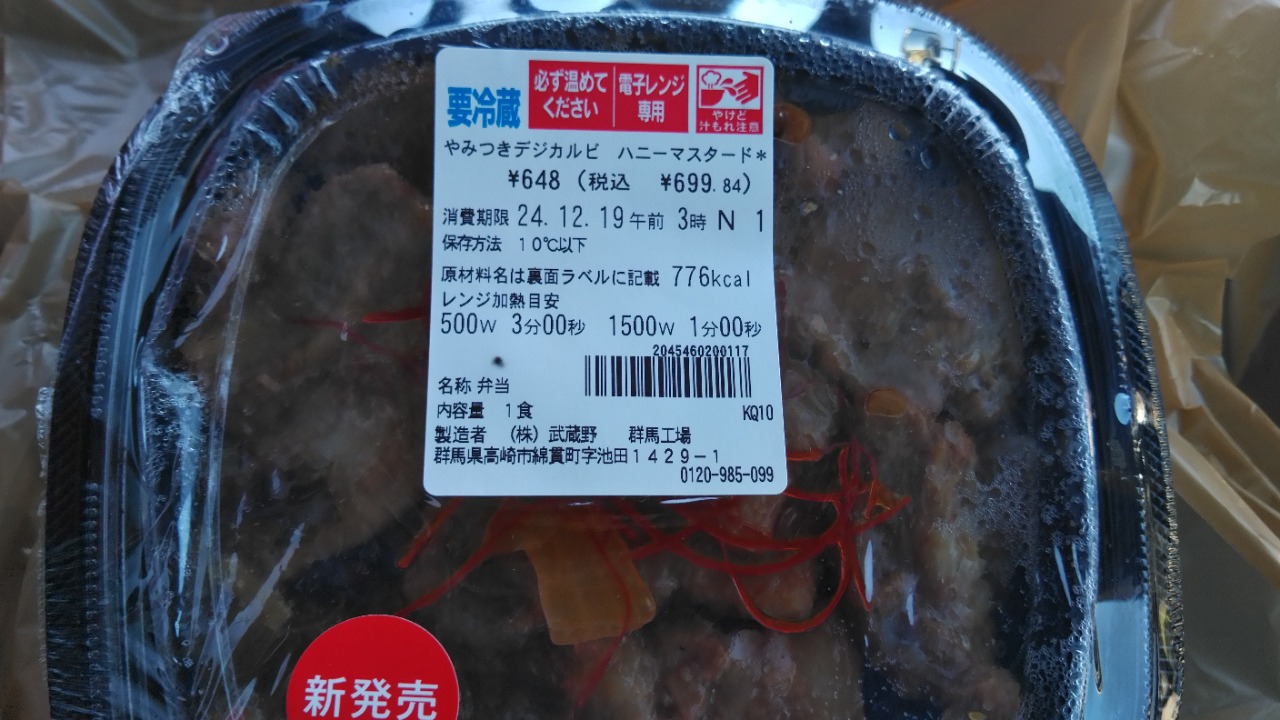 要冷蔵 必ず温めてください 電子レンジ専用 やけど汁もれ注意
やみつきデジカルビ ハニーマスタード*
¥648 (税込 ¥699.84)
消費期限 24.12.19午前 3時 N 1
保存方法 10℃以下
原材料名は裏面ラベルに記載 776kcal
レンジ加熱目安
500W 3分00秒 1500W 1分00秒
2045460200117
名称 弁当
内容量 1食 KQ10
製造者 (株) 武蔵野 群馬工場
群馬県高崎市綿貫町字池田1429-1
0120-985-099
新発売